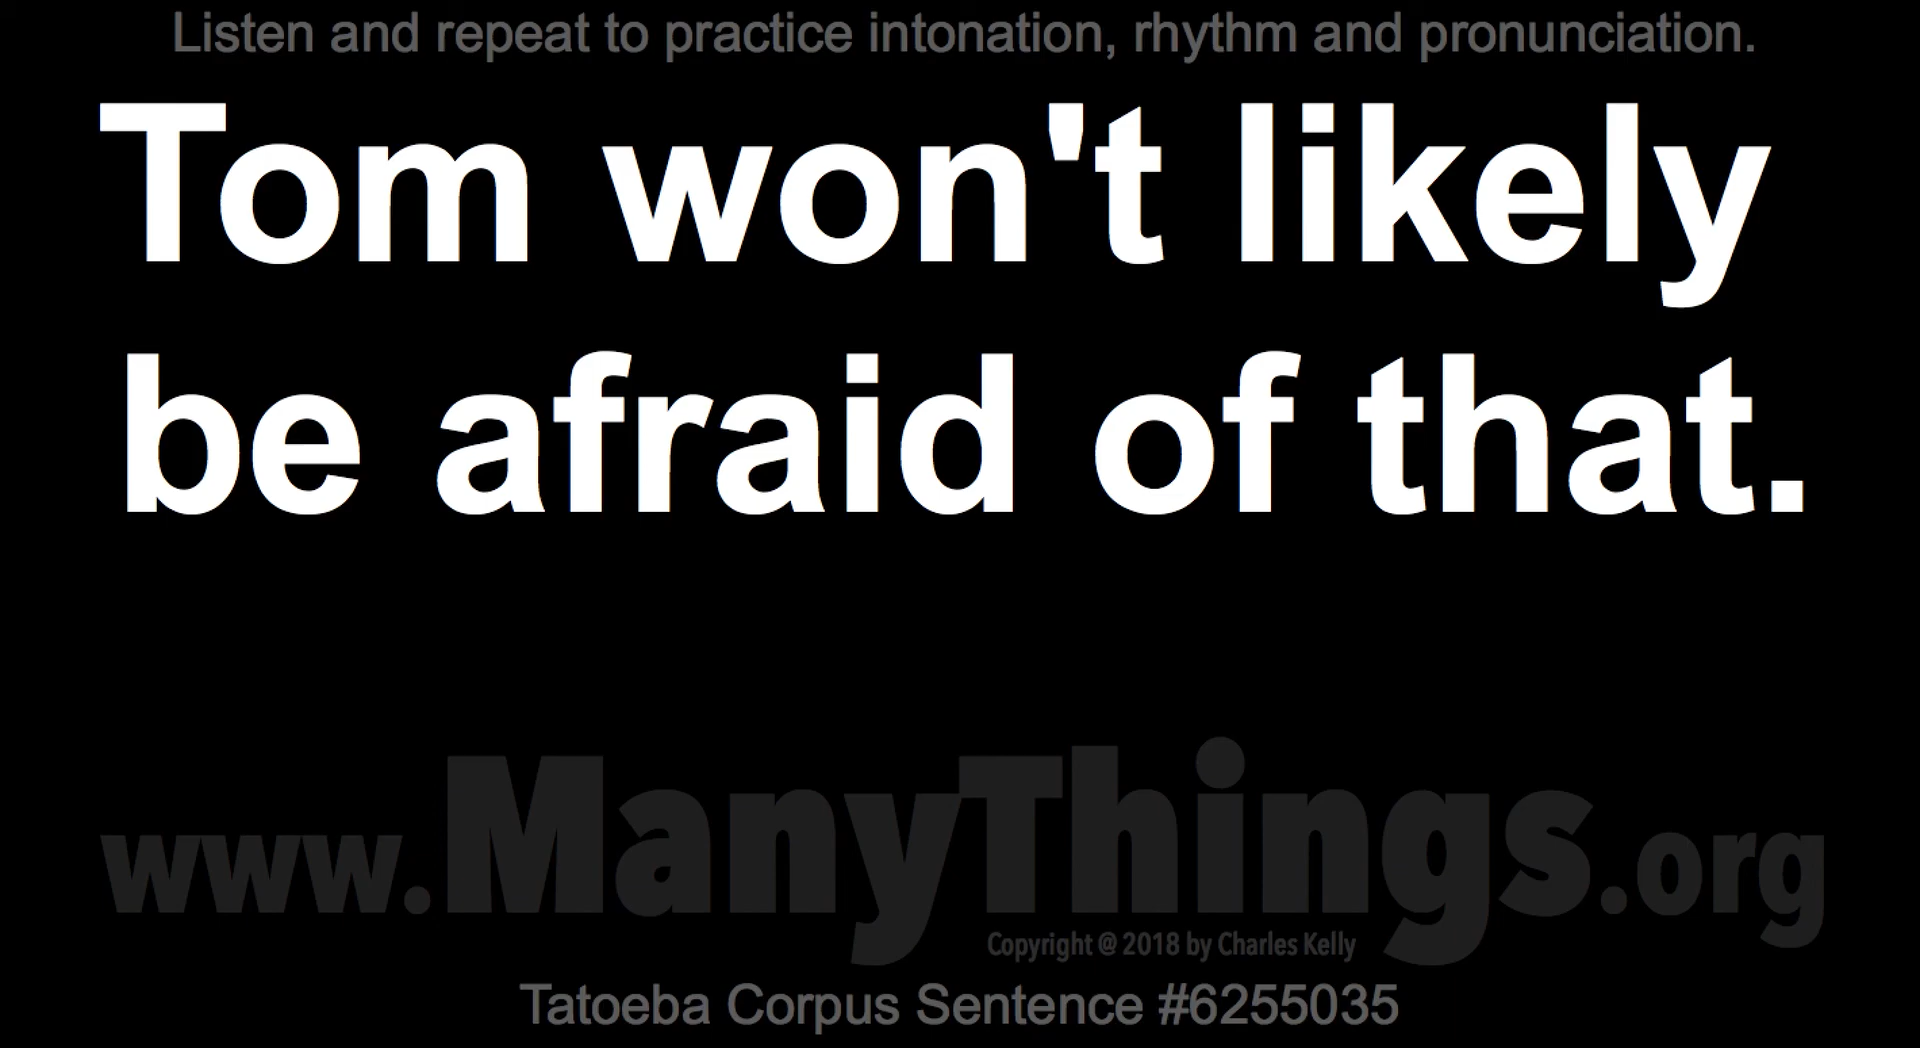 Listen and repeat to practice intonation, rhythm and pronunciation.
Tom won't likely
be afraid of that.
www.ManyThings.org
Copyright @ 2018 by Charles Kelly
Tatoeba Corpus Sentence #6255035